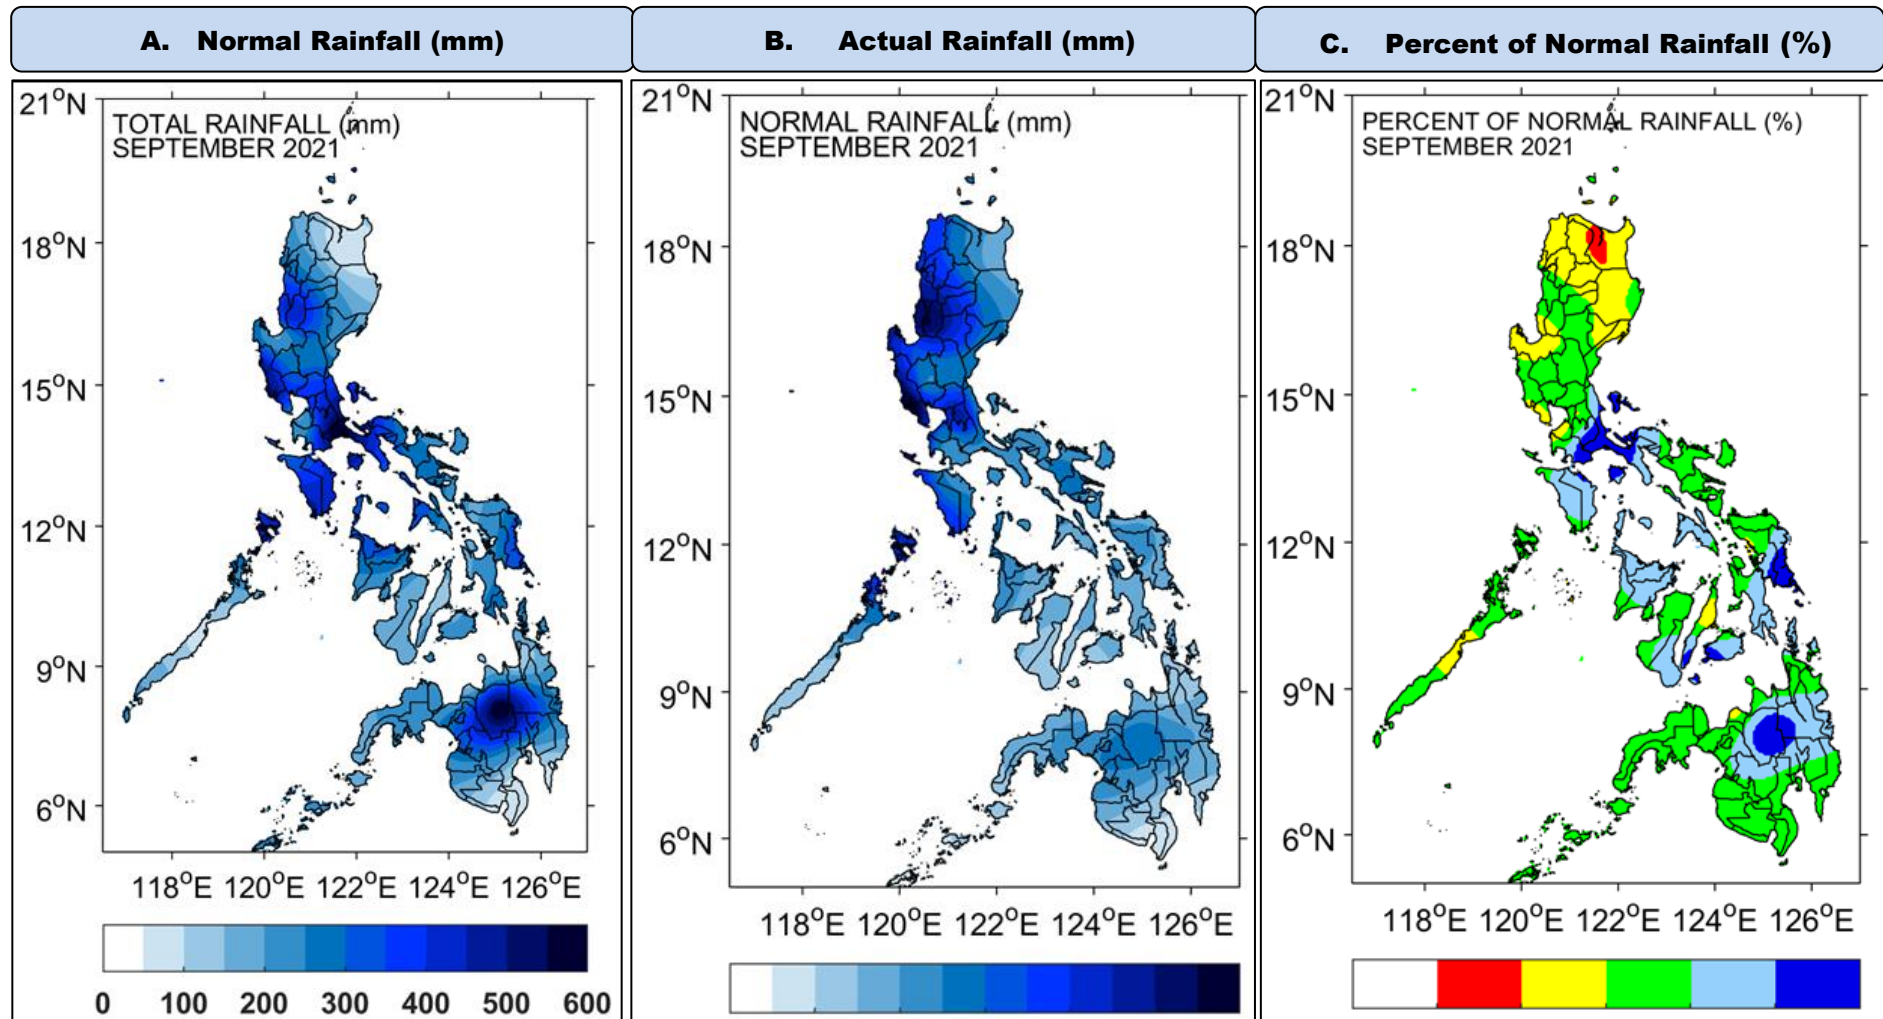 A. Normal Rainfall (mm)
B. Actual Rainfall (mm)
C. Percent of Normal Rainfall (%)
TOTAL RAINFALL (mm)
SEPTEMBER 2021
21°N
18°N
15°N
12°N
9°N
6°N
118°E 120°E 122°E 124°E 126°E
0 100 200 300 400 500 600
NORMAL RAINFALL (mm)
SEPTEMBER 2021
21°N
18°N
15°N
12°N
9°N
6°N
118°E 120°E 122°E 124°E 126°E
PERCENT OF NORMAL RAINFALL (%)
SEPTEMBER 2021
21°N
18°N
15°N
12°N
9°N
6°N
118°E 120°E 122°E 124°E 126°E